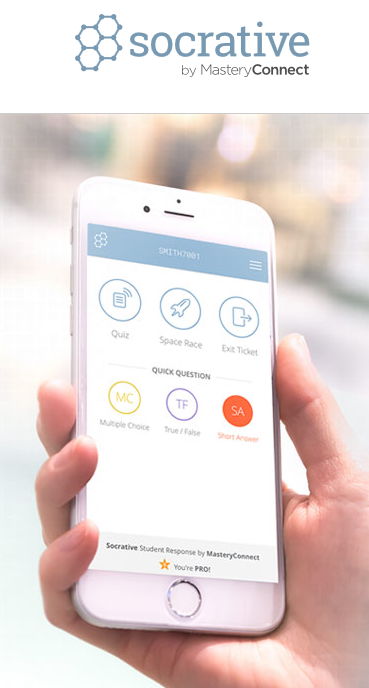 socrative
by MasteryConnect
SMITH7001
Quiz
Space Race
Exit Ticket
QUICK QUESTION
MC
TF
SA
Multiple Choice
True / False
Short Answer
Socrative Student Response by MasteryConnect
You're PRO!